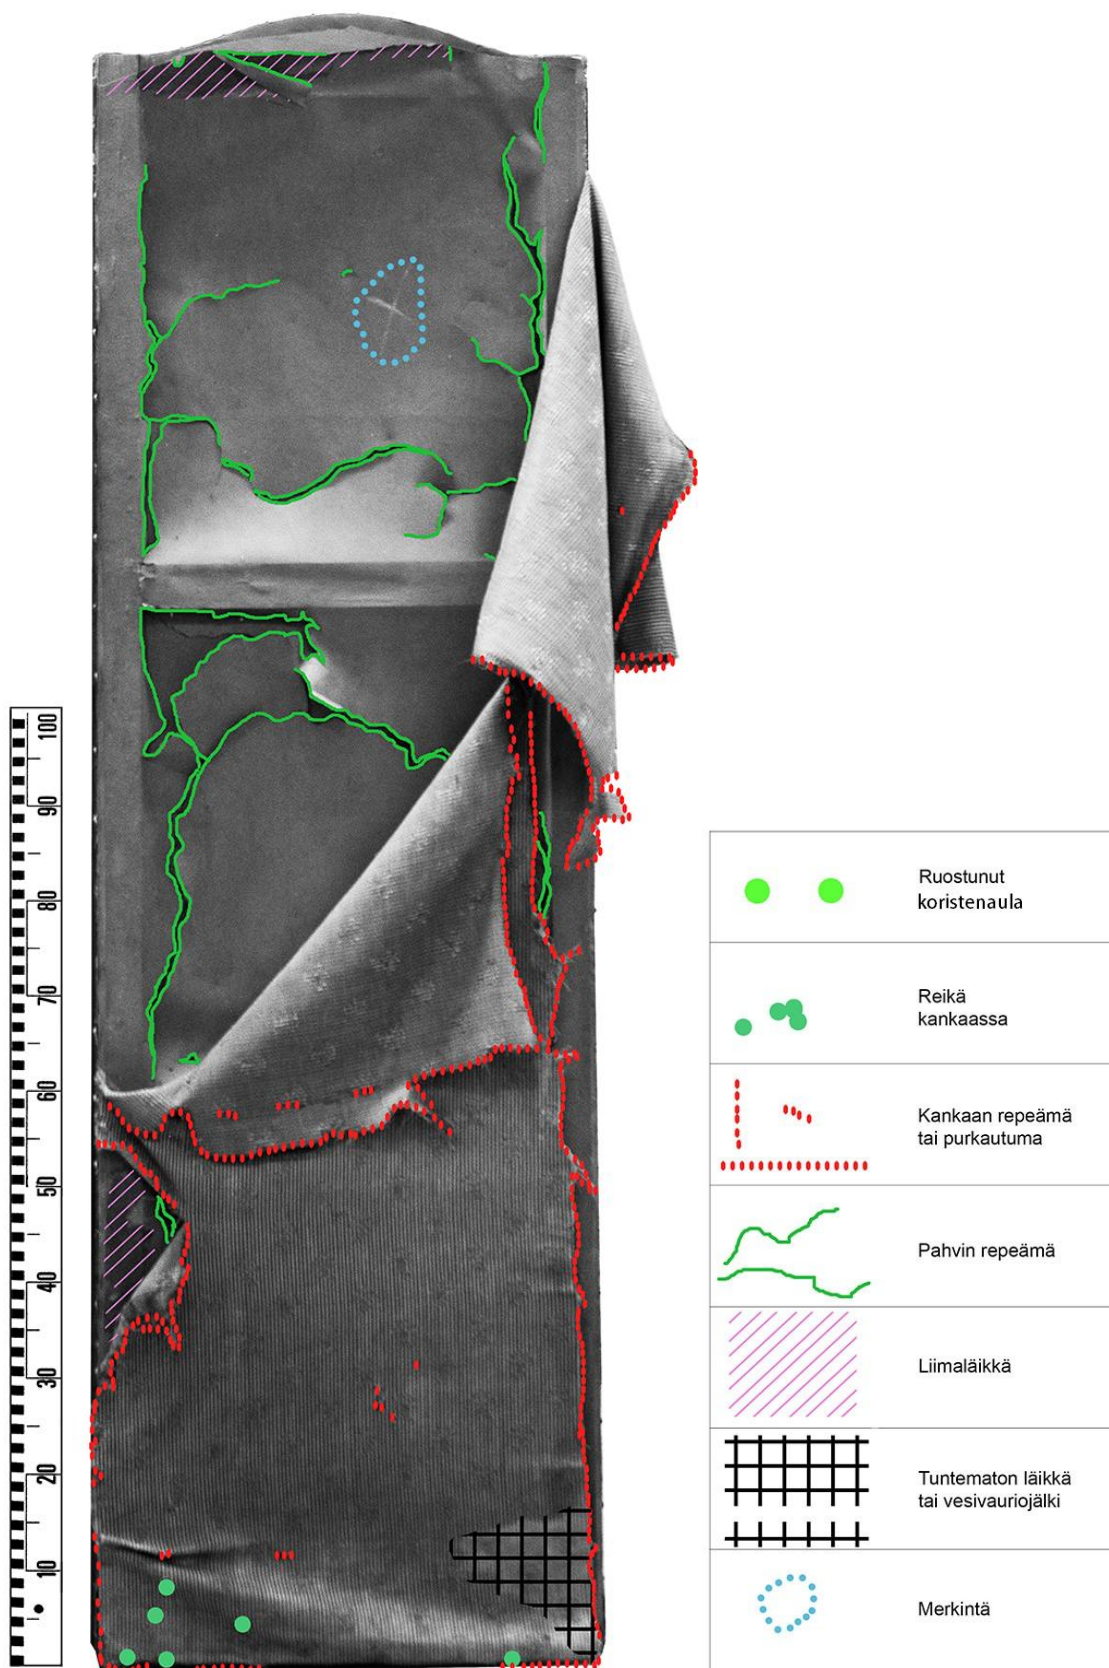 100
90
80
70
60
50
40
30
20
10
Ruostunut
koristenaula
Reikä
kankaassa
Kankaan repeämä
tai purkautuma
Pahvin repeämä
Liimaläikkä
Tuntematon läikkä
tai vesivauriojälki
Merkintä